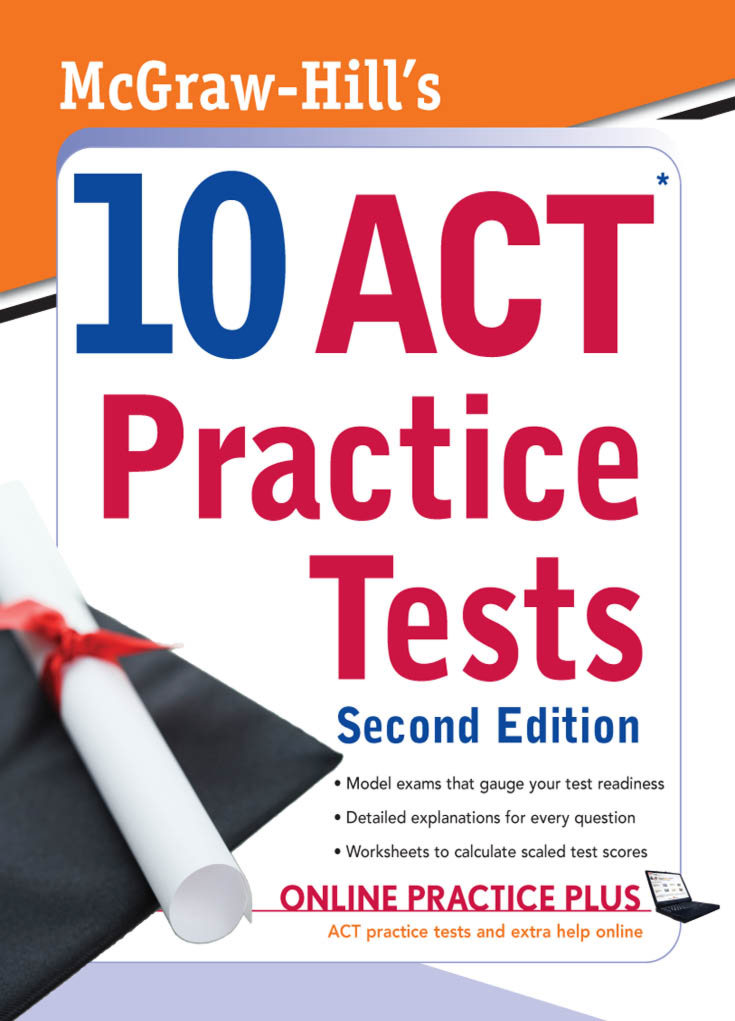 McGraw-Hill's
10 ACT*
Practice
Tests
Second Edition
• Model exams that gauge your test readiness
• Detailed explanations for every question
• Worksheets to calculate scaled test scores
ONLINE PRACTICE PLUS
ACT practice tests and extra help online